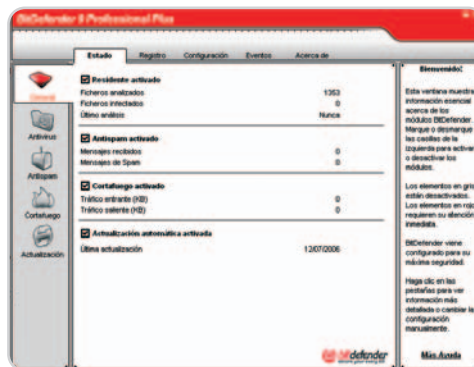 BitDefender 9 Professional Plus
Estado Registro Configuración Eventos Acerca de
General
Antivirus
Antispam
Cortafuego
Actualización
Residente activado
Ficheros analizados 1353
Ficheros infectados 0
Último análisis Nunca
Antispam activado
Mensajes recibidos 0
Mensajes de Spam 0
Cortafuego activado
Tráfico entrante (KB) 0
Tráfico saliente (KB) 0
Actualización automática activada
Última actualización 12/07/2006
bitdefender
Bienvenido!
Esta ventana muestra
información esencial
acerca de los
módulos BitDefender.
Marque o desmarque
las casillas de la
izquierda para activar
o desactivar los
módulos.
Los elementos en gris
están desactivados.
Los elementos en rojo
requieren su atención
inmediata.
BitDefender viene
configurado para su
máxima seguridad.
Haga clic en las
pestañas para ver
información más
detallada o cambiar la
configuración
manualmente.
Más Ayuda